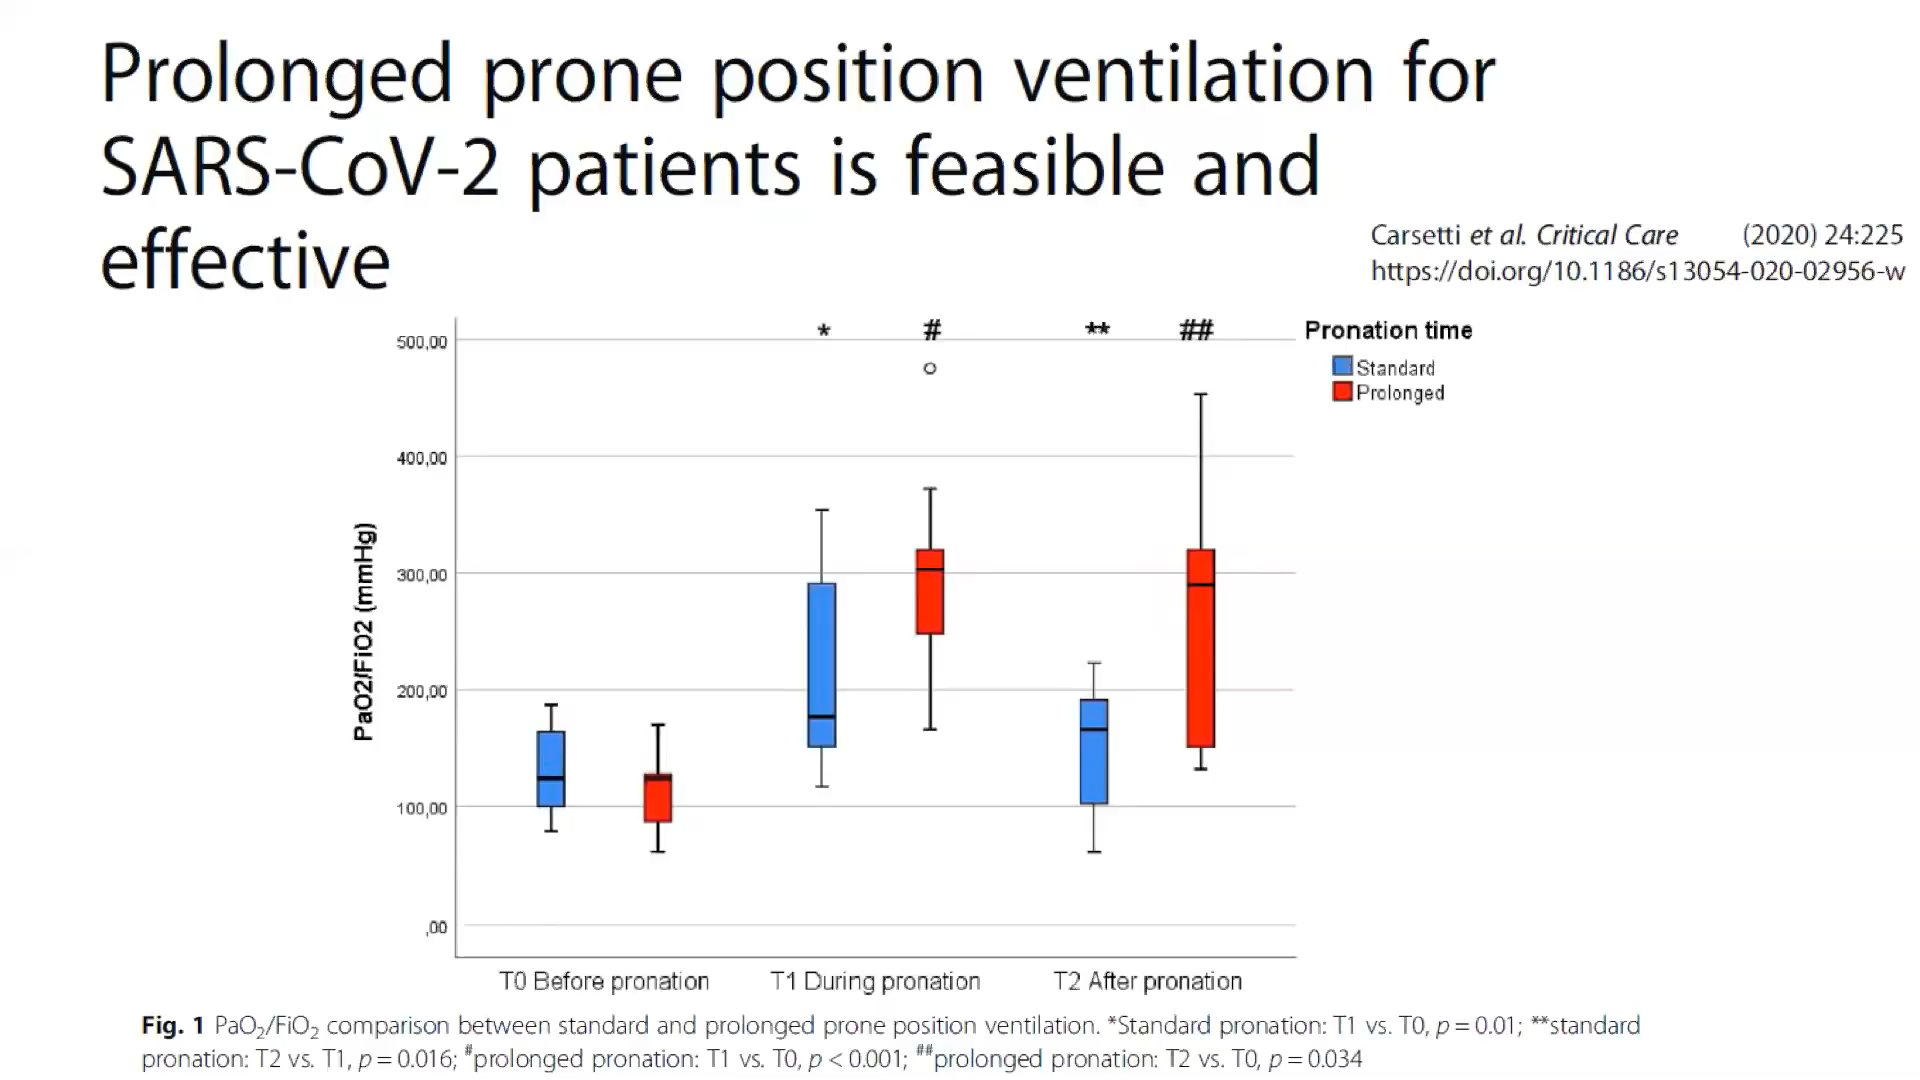 Prolonged prone position ventilation for
SARS-CoV-2 patients is feasible and
effective
Carsetti et al. Critical Care (2020) 24:225
https://doi.org/10.1186/s13054-020-02956-w
* # ** ##
Pronation time
Standard
Prolonged
500,00
400,00
300,00
200,00
100,00
,00
PaO2/FiO2 (mmHg)
T0 Before pronation T1 During pronation T2 After pronation
Fig. 1 PaO₂/FiO₂ comparison between standard and prolonged prone position ventilation. *Standard pronation: T1 vs. T0, p = 0.01; **standard
pronation: T2 vs. T1, p = 0.016; #prolonged pronation: T1 vs. T0, p < 0.001; ##prolonged pronation: T2 vs. T0, p = 0.034